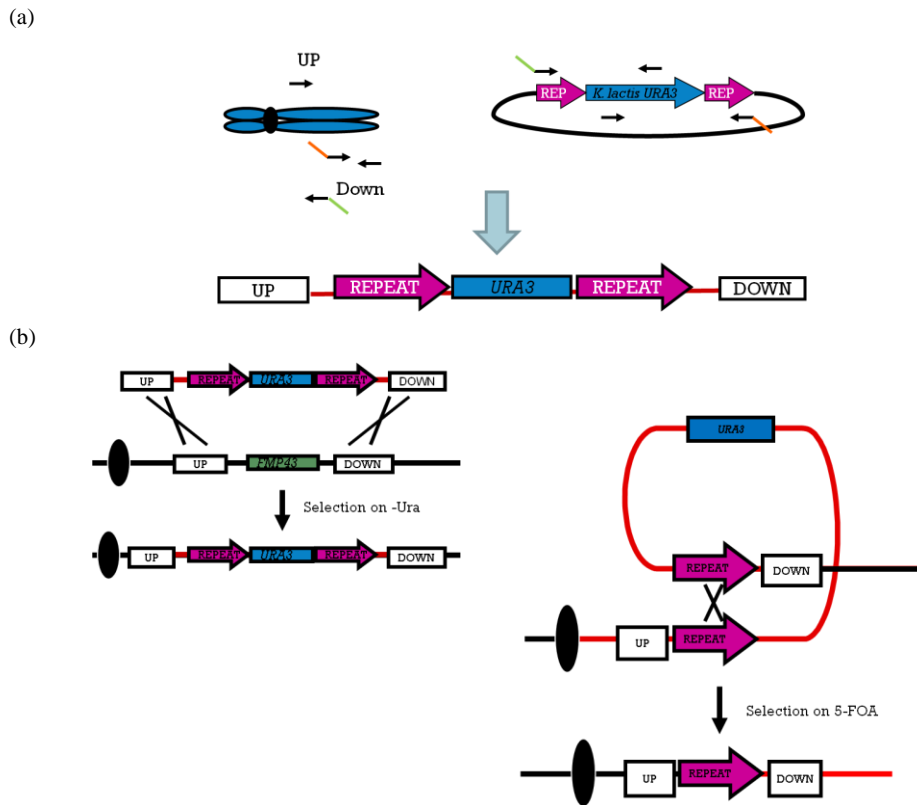 (a)
UP
REP K. lactis URA3 REP
Down
UP REPEAT URA3 REPEAT DOWN
(b)
UP REPEAT URA3 REPEAT DOWN
UP FMP43 DOWN
Selection on -Ura
UP REPEAT URA3 REPEAT DOWN
URA3
REPEAT DOWN
UP REPEAT
Selection on 5-FOA
UP REPEAT DOWN